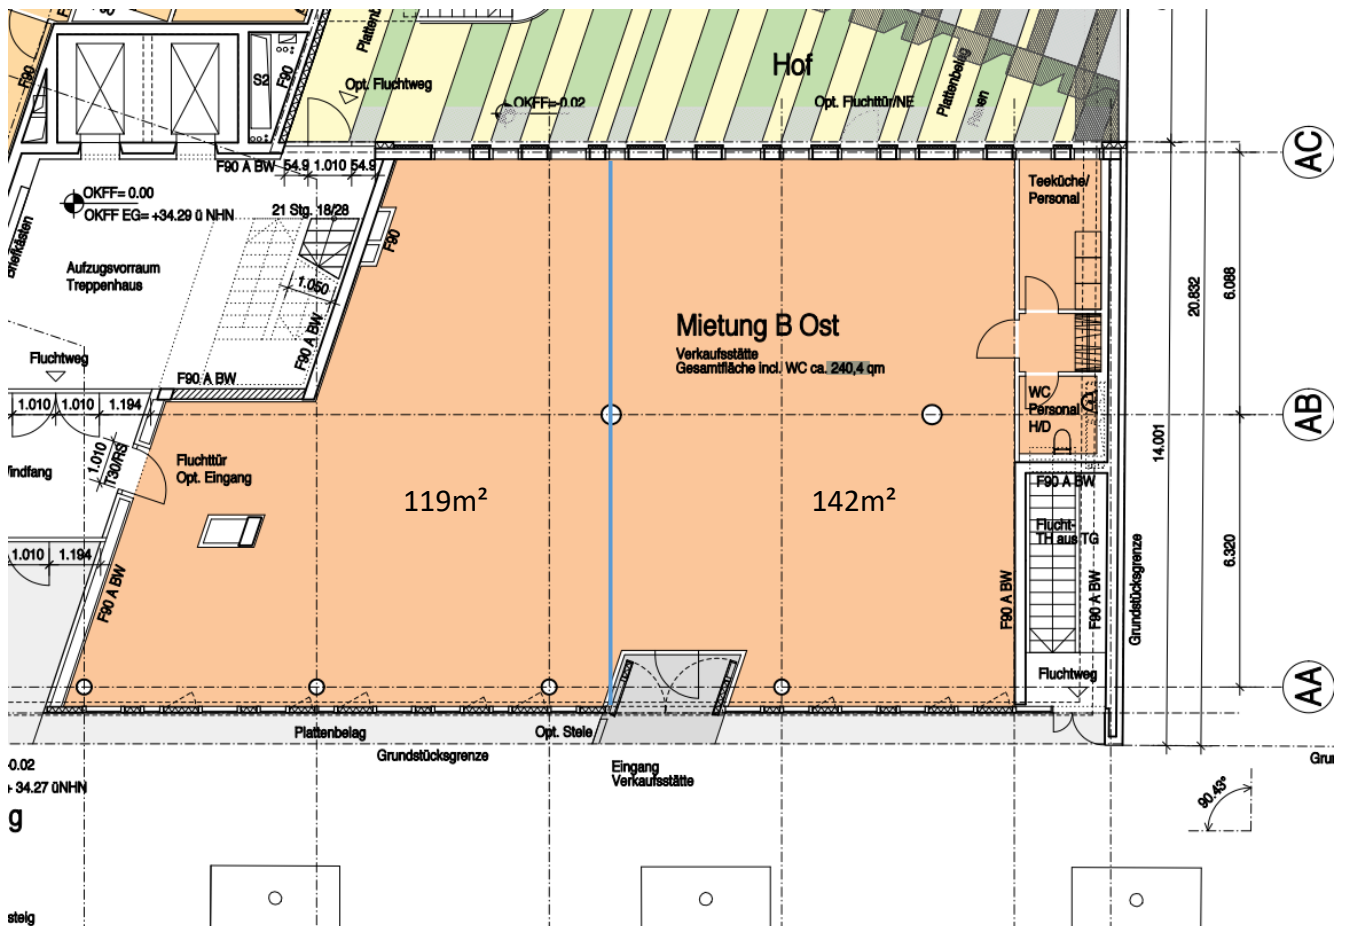 F90
S2
F90
F90
Plattenbelag
Opt. Fluchtweg
OKFF=-0.02
Hof
Opt. Fluchttür/NE
Plattenbelag
F90 A BW
54.9 1.010 54.9
AC
OKFF= 0.00
OKFF EG= +34.29 ü NHN
21 Stg. 18/28
F90
Teeküche/
Personal
Aufzugsvorraum
Treppenhaus
1.050
F90 A BW
20.832
6.088
Mietung B Ost
Verkaufsstätte
Gesamtfläche incl. WC ca. 240,4 qm
Fluchtweg
F90 A BW
1.010 1.010 1.194
WC
Personal
H/D
AB
14.001
1.010
T30/RS
Fluchttür
Opt. Eingang
119m²
142m²
F90 A BW
Flucht-
TH aus TG
1.010 1.194
F90 A BW
F90 A BW
F90 A BW
Grundstücksgrenze
6.320
Fluchtweg
AA
Plattenbelag
Opt. Stele
Grundstücksgrenze
Eingang
Verkaufsstätte
-0.02
+ 34.27 üNHN
g
Gru
90.43°
steig